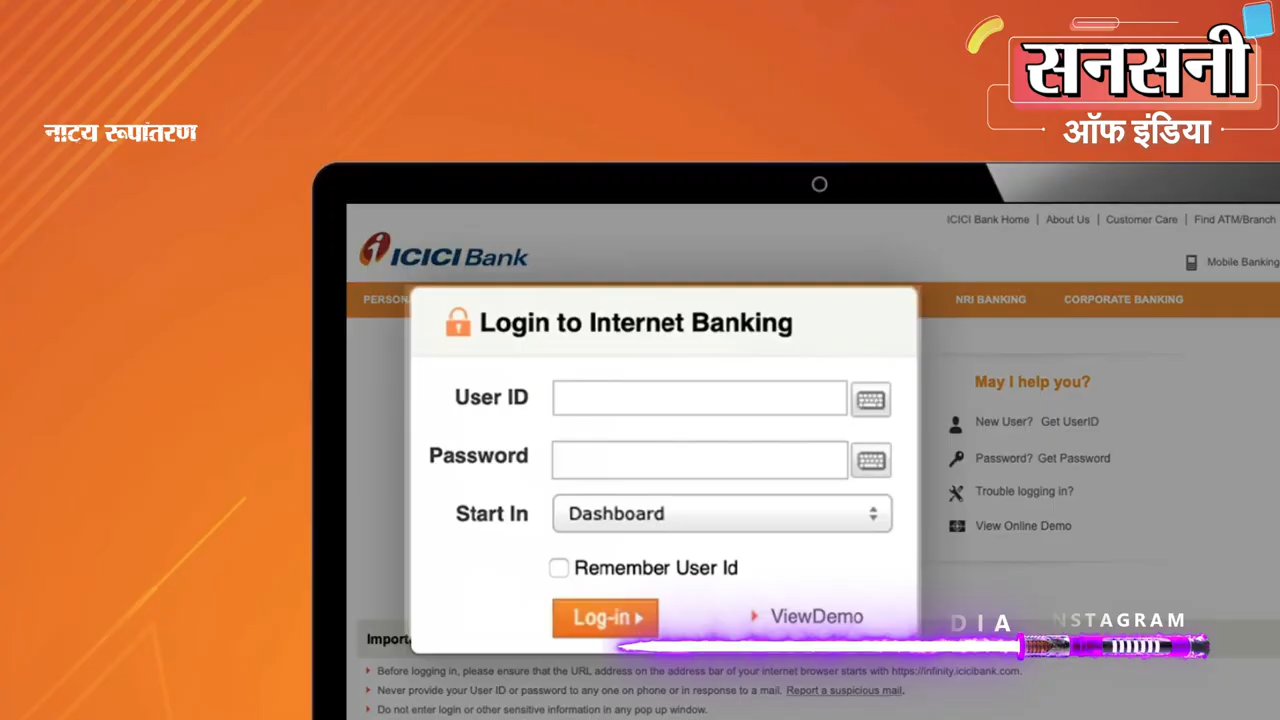 सनसनी
ऑफ इंडिया
नाट्य रूपांतरण
ICICI Bank Home | About Us | Customer Care | Find ATM/Branch
ICICI Bank
Mobile Banking
NRI BANKING
CORPORATE BANKING
Login to Internet Banking
User ID
Password
Start In
Dashboard
Remember User Id
Log-in
ViewDemo
May I help you?
New User? Get UserID
Password? Get Password
Trouble logging in?
View Online Demo
DIA NSTAGRAM
Before logging in, please ensure that the URL address on the address bar of your internet browser starts with https://infinity.icicibank.com.
Never provide your User ID or password to any one on phone or in response to a mail. Report a suspicious mail.
Do not enter login or other sensitive information in any pop up window.